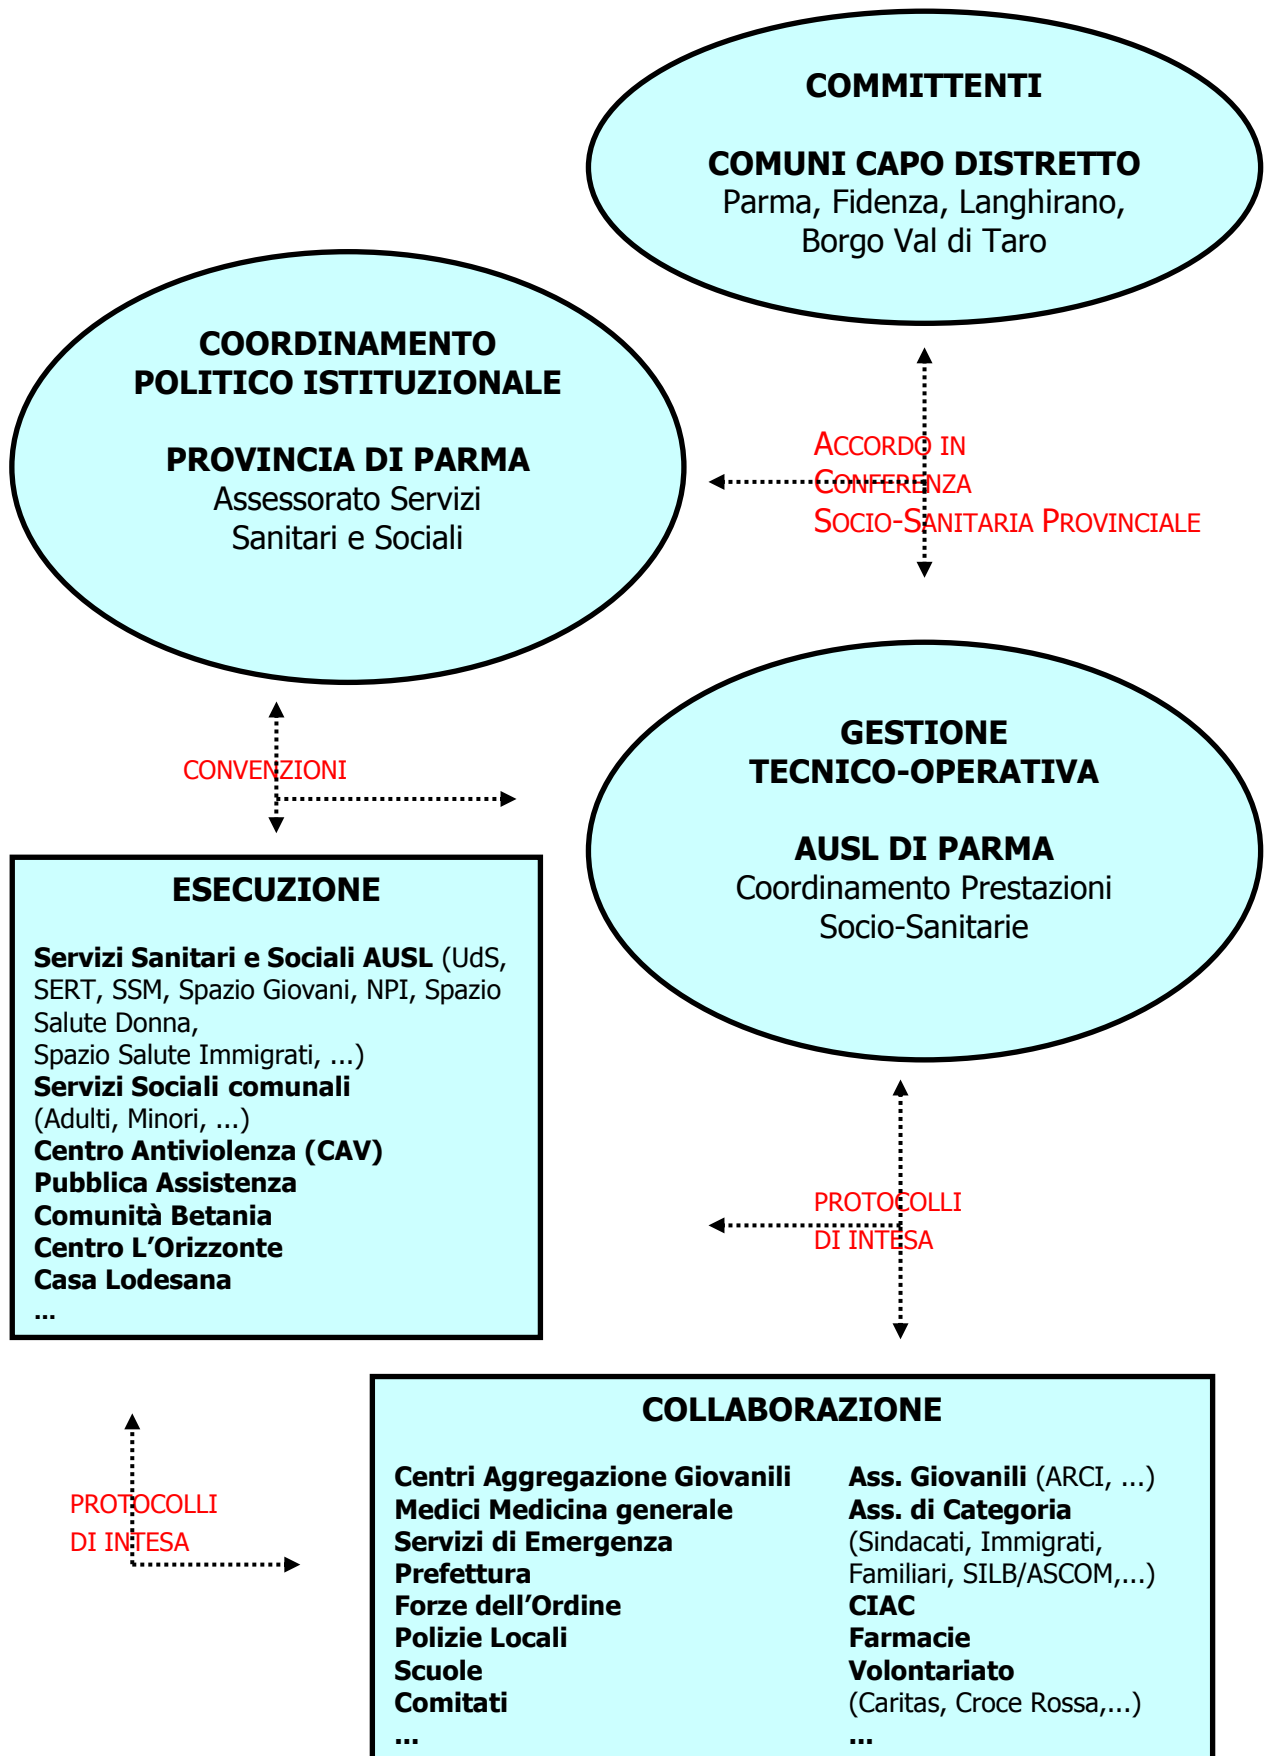 COMMITTENTI
COMUNI CAPO DISTRETTO
Parma, Fidenza, Langhirano,
Borgo Val di Taro
COORDINAMENTO
POLITICO ISTITUZIONALE
PROVINCIA DI PARMA
Assessorato Servizi
Sanitari e Sociali
ACCORDO IN
CONFERENZA
SOCIO-SANITARIA PROVINCIALE
CONVENZIONI
GESTIONE
TECNICO-OPERATIVA
AUSL DI PARMA
Coordinamento Prestazioni
Socio-Sanitarie
ESECUZIONE
Servizi Sanitari e Sociali AUSL (UdS,
SERT, SSM, Spazio Giovani, NPI, Spazio
Salute Donna,
Spazio Salute Immigrati, ...)
Servizi Sociali comunali
(Adulti, Minori, ...)
Centro Antiviolenza (CAV)
Pubblica Assistenza
Comunità Betania
Centro L’Orizzonte
Casa Lodesana
...
PROTOCOLLI
DI INTESA
PROTOCOLLI
DI INTESA
COLLABORAZIONE
Centri Aggregazione Giovanili
Medici Medicina generale
Servizi di Emergenza
Prefettura
Forze dell’Ordine
Polizie Locali
Scuole
Comitati
...
Ass. Giovanili (ARCI, ...)
Ass. di Categoria
(Sindacati, Immigrati,
Familiari, SILB/ASCOM,...)
CIAC
Farmacie
Volontariato
(Caritas, Croce Rossa,...)
...